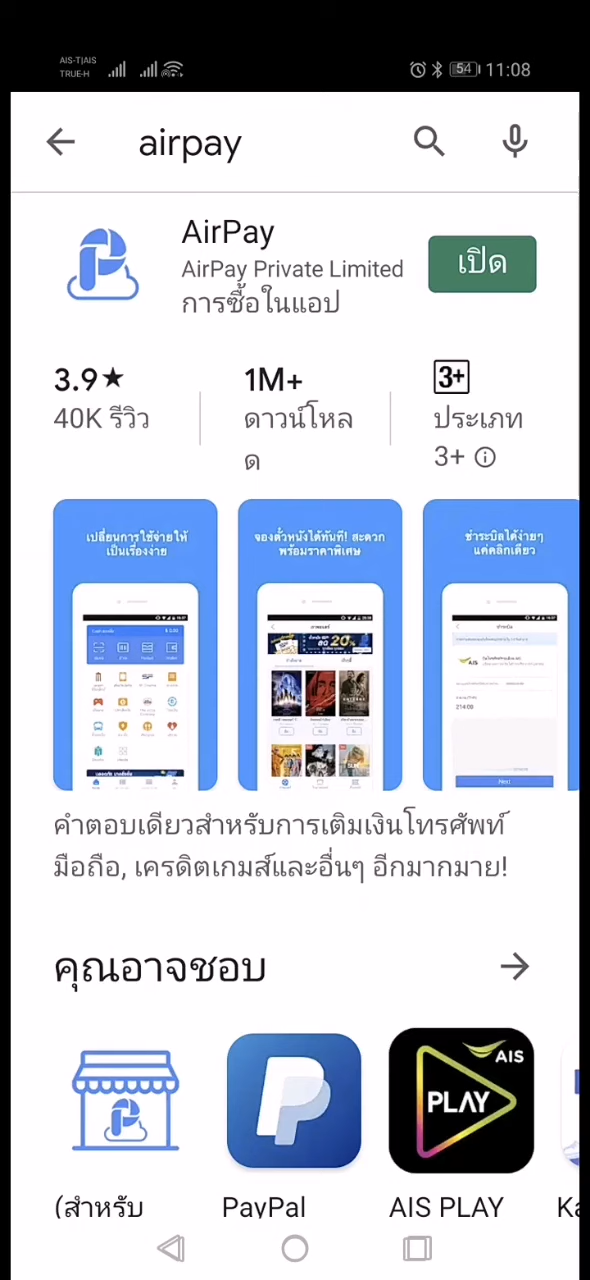 AIS-T|AIS
TRUE-H
54
11:08
airpay
AirPay
AirPay Private Limited
การซื้อในแอป
เปิด
3.9★
40K รีวิว
1M+
ดาวน์โหล
ด
3+
ประเภท
3+
เปลี่ยนการใช้จ่ายให้
เป็นเรื่องง่าย
จองตั๋วหนังได้ทันที! สะดวก
พร้อมราคาพิเศษ
20%
ชำระบิลได้ง่ายๆ
แค่คลิกเดียว
AIS
214.08
Next
คำตอบเดียวสำหรับการเติมเงินโทรศัพท์
มือถือ, เครดิตเกมส์และอื่นๆ อีกมากมาย!
คุณอาจชอบ
AIS
PLAY
(สำหรับ
PayPal
AIS PLAY
Ka